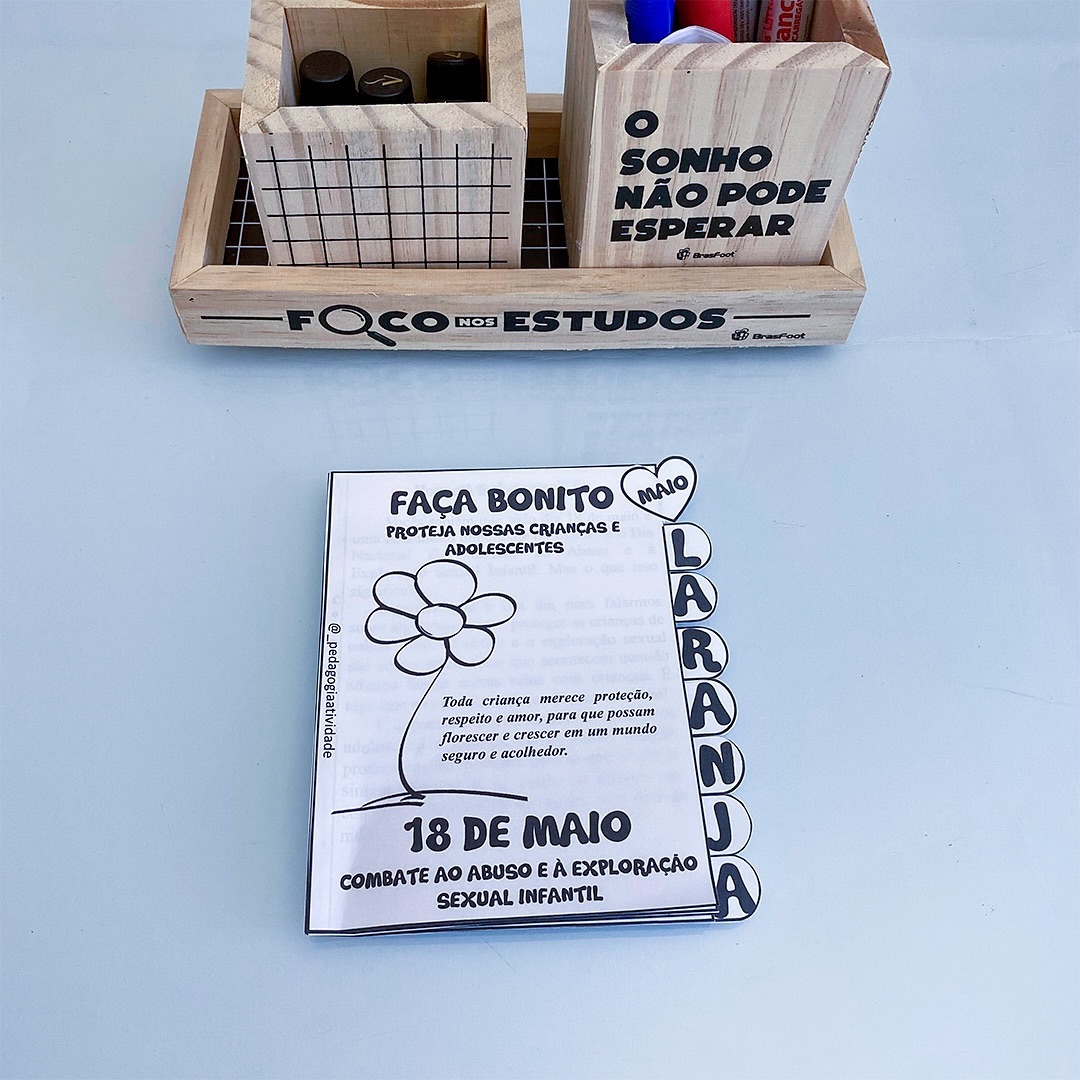 O
SONHO
NÃO PODE
ESPERAR
BrasFoot
FOCO NOS ESTUDOS
BrasFoot
FAÇA BONITO
PROTEJA NOSSAS CRIANÇAS E
ADOLESCENTES
MAIO
L
A
R
A
N
J
A
@_pedagogiaatividade
Toda criança merece proteção,
respeito e amor, para que possam
florescer e crescer em um mundo
seguro e acolhedor.
18 DE MAIO
COMBATE AO ABUSO E À EXPLORAÇÃO
SEXUAL INFANTIL